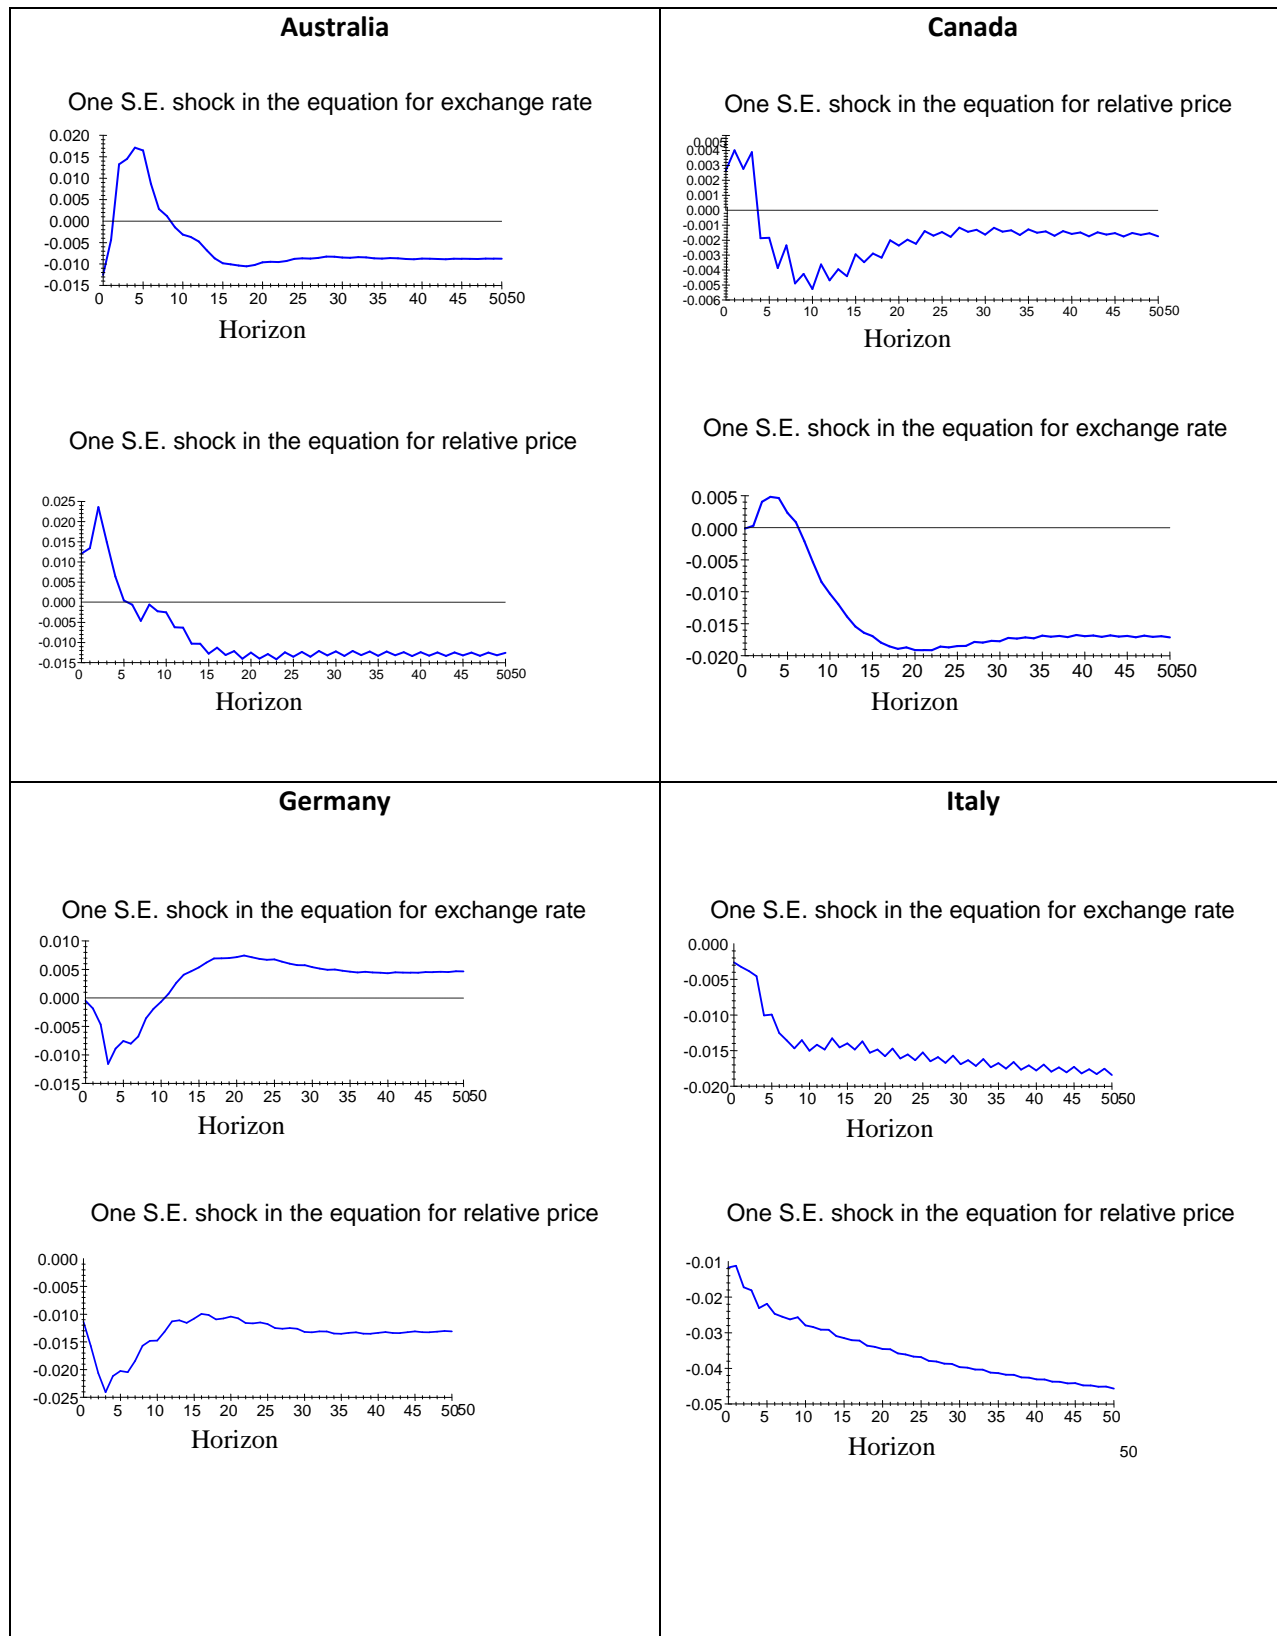 Australia
One S.E. shock in the equation for exchange rate
0.020
0.015
0.010
0.005
0.000
-0.005
-0.010
-0.015
0 5 10 15 20 25 30 35 40 45 5050
Horizon
One S.E. shock in the equation for relative price
0.025
0.020
0.015
0.010
0.005
0.000
-0.005
-0.010
-0.015
0 5 10 15 20 25 30 35 40 45 5050
Horizon
Canada
One S.E. shock in the equation for relative price
0.005
0.004
0.003
0.002
0.001
0.000
-0.001
-0.002
-0.003
-0.004
-0.005
-0.006
0 5 10 15 20 25 30 35 40 45 5050
Horizon
One S.E. shock in the equation for exchange rate
0.005
0.000
-0.005
-0.010
-0.015
-0.020
0 5 10 15 20 25 30 35 40 45 5050
Horizon
Germany
One S.E. shock in the equation for exchange rate
0.010
0.005
0.000
-0.005
-0.010
-0.015
0 5 10 15 20 25 30 35 40 45 5050
Horizon
One S.E. shock in the equation for relative price
0.000
-0.005
-0.010
-0.015
-0.020
-0.025
0 5 10 15 20 25 30 35 40 45 5050
Horizon
Italy
One S.E. shock in the equation for exchange rate
0.000
-0.005
-0.010
-0.015
-0.020
0 5 10 15 20 25 30 35 40 45 5050
Horizon
One S.E. shock in the equation for relative price
-0.01
-0.02
-0.03
-0.04
-0.05
0 5 10 15 20 25 30 35 40 45 50
Horizon 50